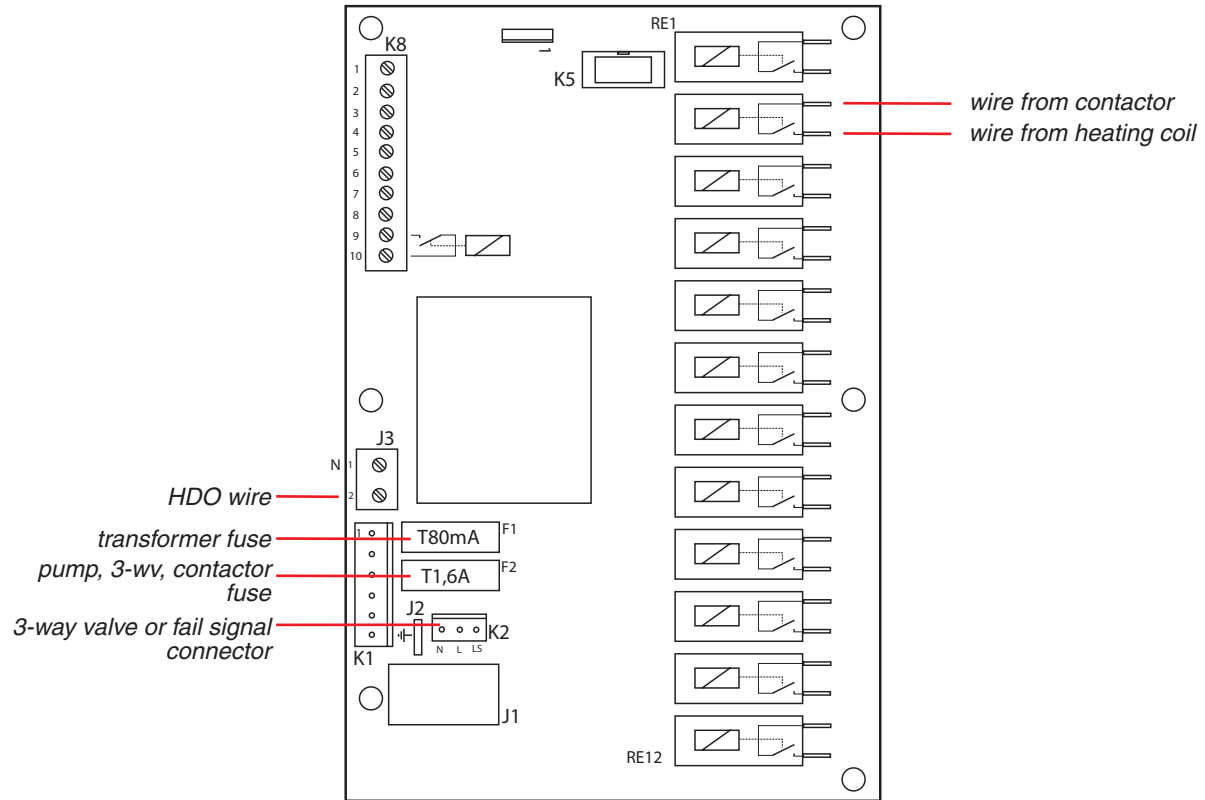 RE1
K8
K5
1
2
3
4
5
6
7
8
9
10
wire from contactor
wire from heating coil
J3
N 1
2
HDO wire
transformer fuse
T80mA
F1
1
pump, 3-wv, contactor
fuse
T1,6A
F2
3-way valve or fail signal
connector
J2
K2
N L LS
K1
J1
RE12